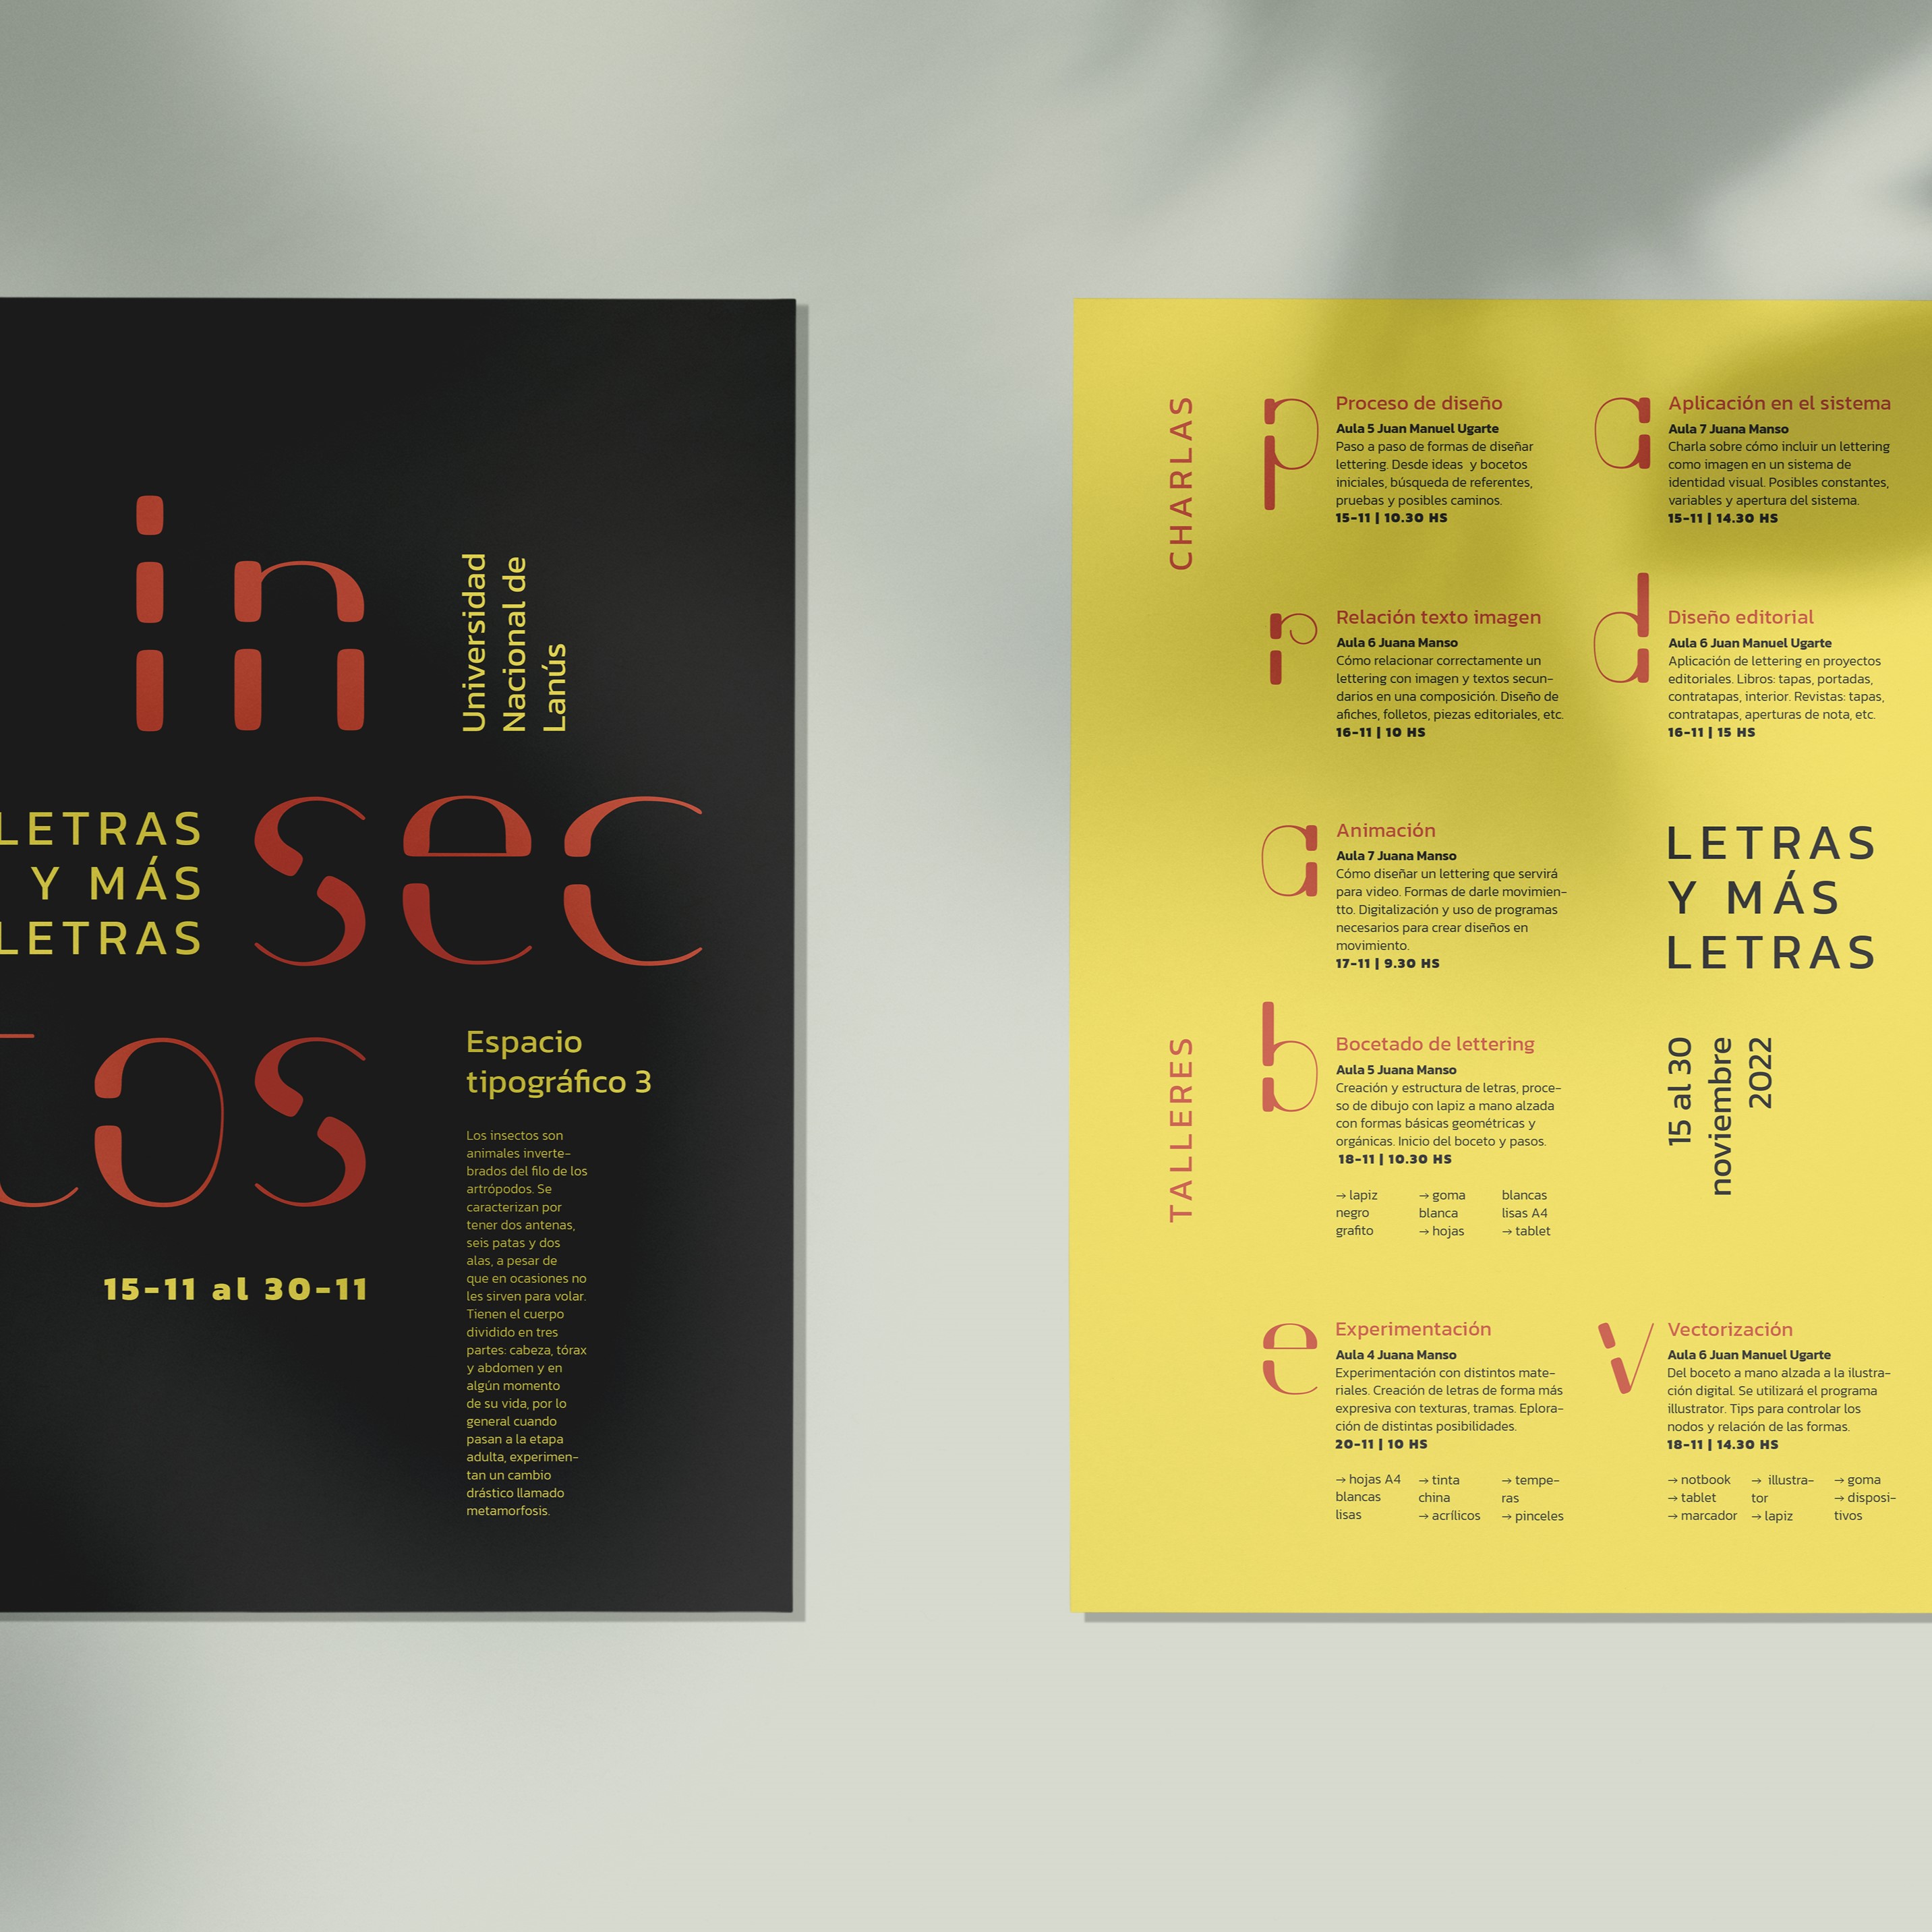 in
Universidad
Nacional de
Lanús
LETRAS
Y MÁS
LETRAS
sec
tos
Espacio
tipográfico 3
Los insectos son
animales inverte-
brados del filo de los
artrópodos. Se
caracterizan por
tener dos antenas,
seis patas y dos
alas, a pesar de
que en ocasiones no
les sirven para volar.
Tienen el cuerpo
dividido en tres
partes: cabeza, tórax
y abdomen y en
algún momento
de su vida, por lo
general cuando
pasan a la etapa
adulta, experimen-
tan un cambio
drástico llamado
metamorfosis.
15-11 al 30-11
CHARLAS
p
Proceso de diseño
Aula 5 Juan Manuel Ugarte
Paso a paso de formas de diseñar
lettering. Desde ideas y bocetos
iniciales, búsqueda de referentes,
pruebas y posibles caminos.
15-11 | 10.30 HS
a
Aplicación en el sistema
Aula 7 Juana Manso
Charla sobre cómo incluir un lettering
como imagen en un sistema de
identidad visual. Posibles constantes,
variables y apertura del sistema.
15-11 | 14.30 HS
r
Relación texto imagen
Aula 6 Juana Manso
Cómo relacionar correctamente un
lettering con imagen y textos secun-
darios en una composición. Diseño de
afiches, folletos, piezas editoriales, etc.
16-11 | 10 HS
d
Diseño editorial
Aula 6 Juan Manuel Ugarte
Aplicación de lettering en proyectos
editoriales. Libros: tapas, portadas,
contratapas, interior. Revistas: tapas,
contratapas, aperturas de nota, etc.
16-11 | 15 HS
a
Animación
Aula 7 Juana Manso
Cómo diseñar un lettering que servirá
para video. Formas de darle movimien-
tto. Digitalización y uso de programas
necesarios para crear diseños en
movimiento.
17-11 | 9.30 HS
LETRAS
Y MÁS
LETRAS
TALLERES
b
Bocetado de lettering
Aula 5 Juana Manso
Creación y estructura de letras, proce-
so de dibujo con lapiz a mano alzada
con formas básicas geométricas y
orgánicas. Inicio del boceto y pasos.
18-11 | 10.30 HS
→ lapiz
negro
grafito
→ goma
blanca
→ hojas
blancas
lisas A4
→ tablet
15 al 30
noviembre
2022
e
Experimentación
Aula 4 Juana Manso
Experimentación con distintos mate-
riales. Creación de letras de forma más
expresiva con texturas, tramas. Eplora-
ción de distintas posibilidades.
20-11 | 10 HS
→ hojas A4
blancas
lisas
→ tinta
china
→ acrílicos
→ tempe-
ras
→ pinceles
v
Vectorización
Aula 6 Juan Manuel Ugarte
Del boceto a mano alzada a la ilustra-
ción digital. Se utilizará el programa
illustrator. Tips para controlar los
nodos y relación de las formas.
18-11 | 14.30 HS
→ notbook
→ tablet
→ marcador
→ illustra-
tor
→ lapiz
→ goma
→ disposi-
tivos